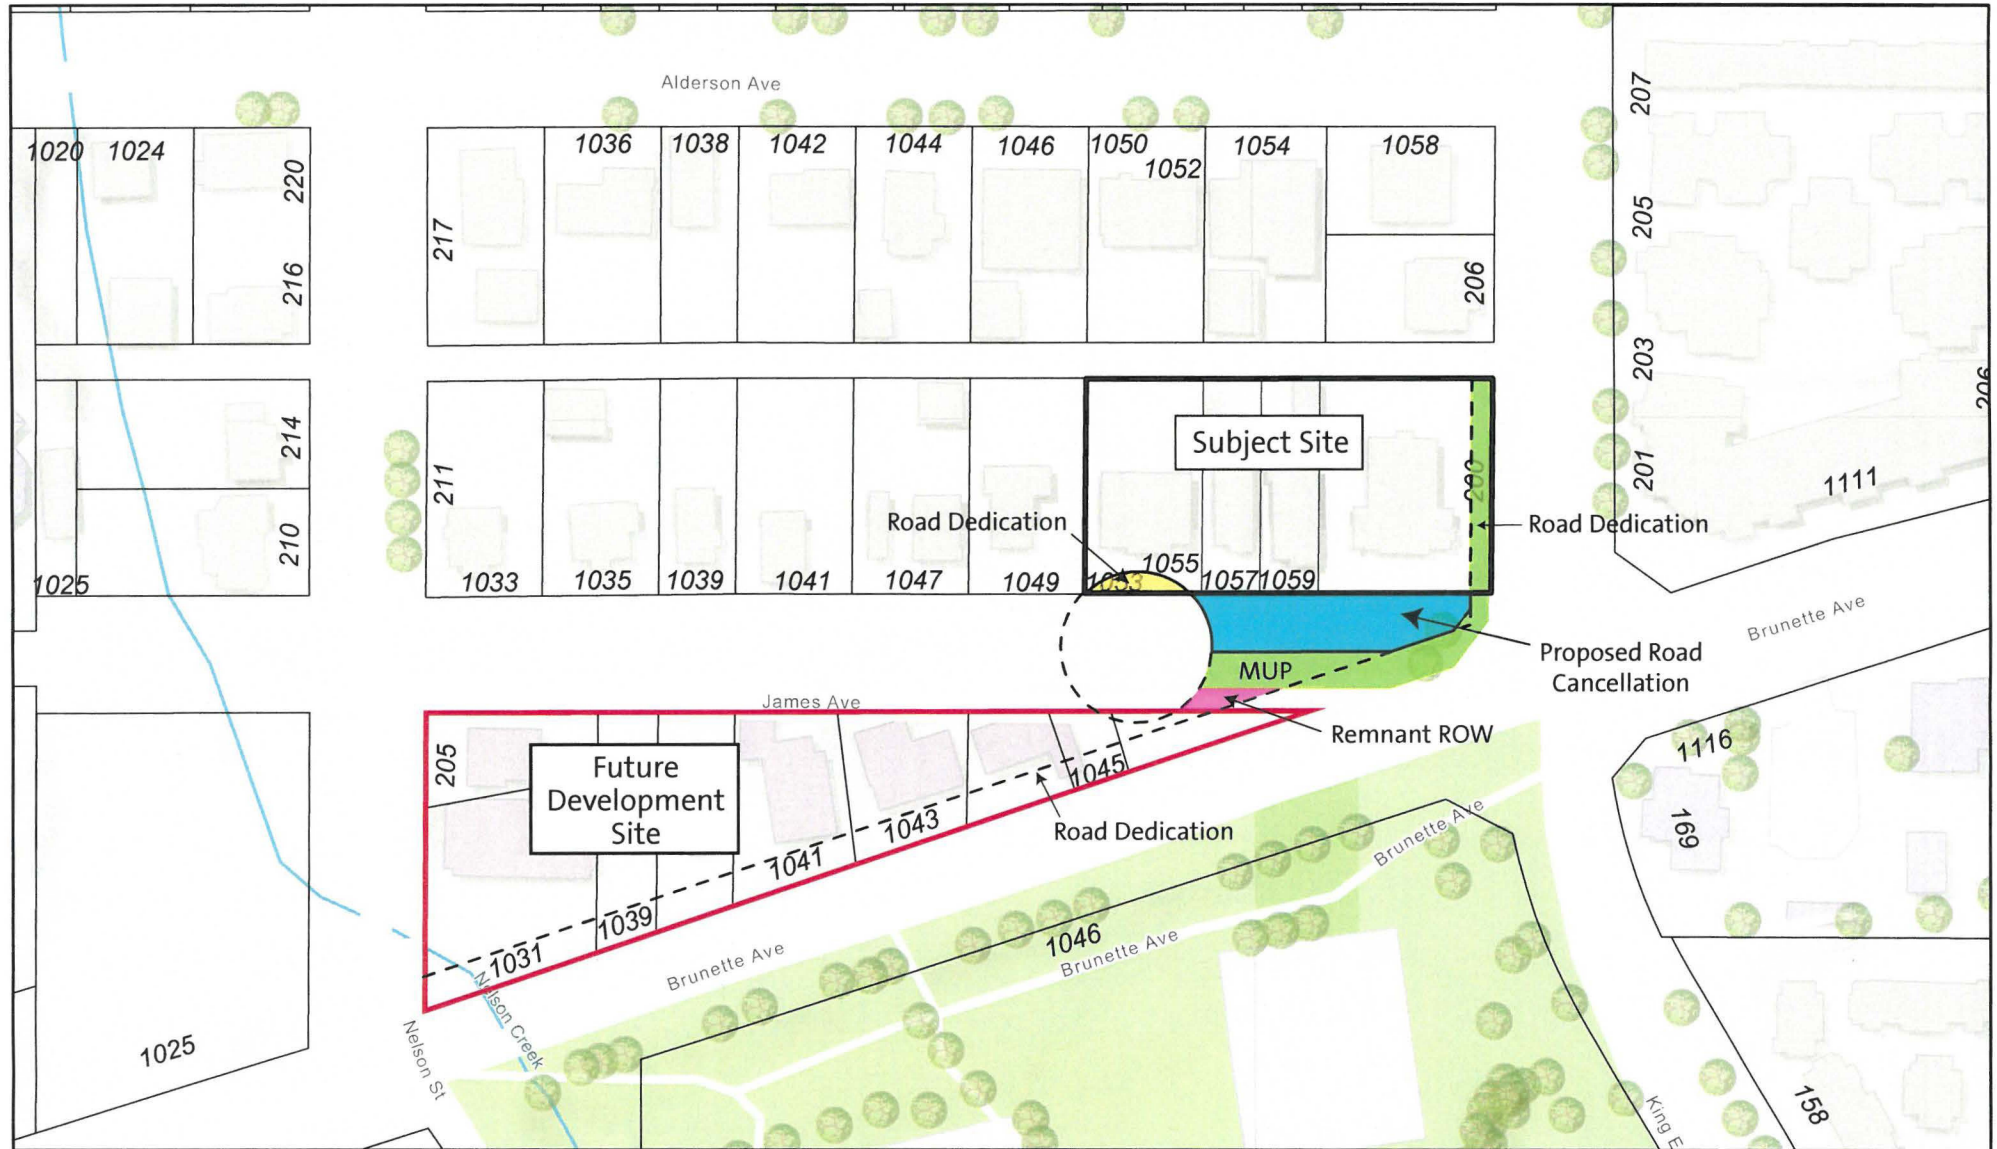 Alderson Ave
1020
1024
220
216
217
1036
1038
1042
1044
1046
1050
1052
1054
1058
206
207
205
203
201
206
1111
214
210
1025
211
Subject Site
200
Road Dedication
Road Dedication
1033
1035
1039
1041
1047
1049
1053
1055
1057
1059
Brunette Ave
Proposed Road
Cancellation
MUP
James Ave
Remnant ROW
205
Future
Development
Site
1045
Road Dedication
1043
1041
1039
1031
1116
169
Brunette Ave
1046
Brunette Ave
Brunette Ave
Nelson Creek
Nelson St
1025
158
King E